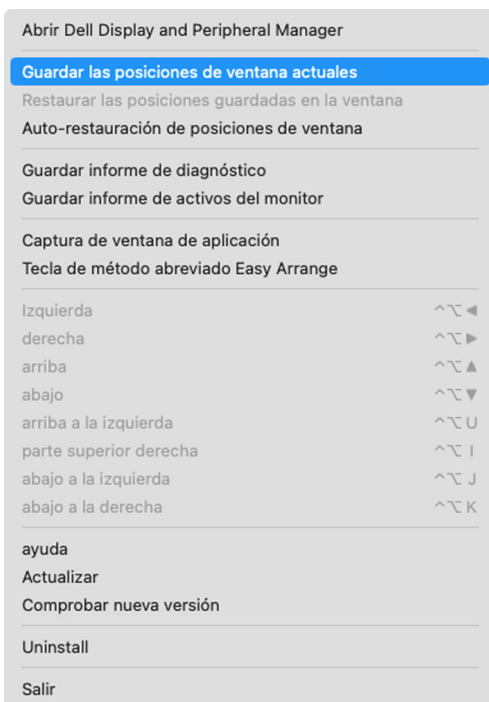 Abrir Dell Display and Peripheral Manager
Guardar las posiciones de ventana actuales
Restaurar las posiciones guardadas en la ventana
Auto-restauración de posiciones de ventana
Guardar informe de diagnóstico
Guardar informe de activos del monitor
Captura de ventana de aplicación
Tecla de método abreviado Easy Arrange
Izquierda ^⌥◀
derecha ^⌥▶
arriba ^⌥▲
abajo ^⌥▼
arriba a la izquierda ^⌥U
parte superior derecha ^⌥I
abajo a la izquierda ^⌥J
abajo a la derecha ^⌥K
ayuda
Actualizar
Comprobar nueva versión
Uninstall
Salir